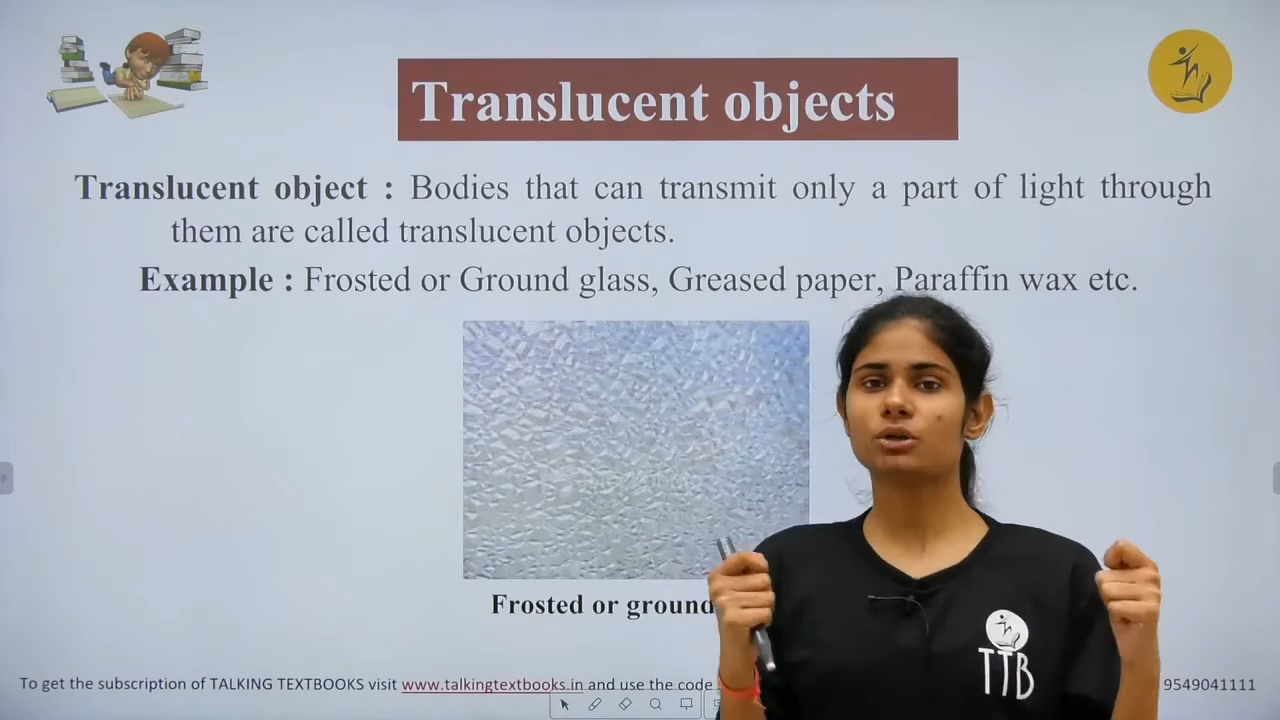 Translucent objects
Translucent object : Bodies that can transmit only a part of light through
them are called translucent objects.
Example : Frosted or Ground glass, Greased paper, Paraffin wax etc.
Frosted or ground
To get the subscription of TALKING TEXTBOOKS visit www.talkingtextbooks.in and use the code
9549041111
TTB